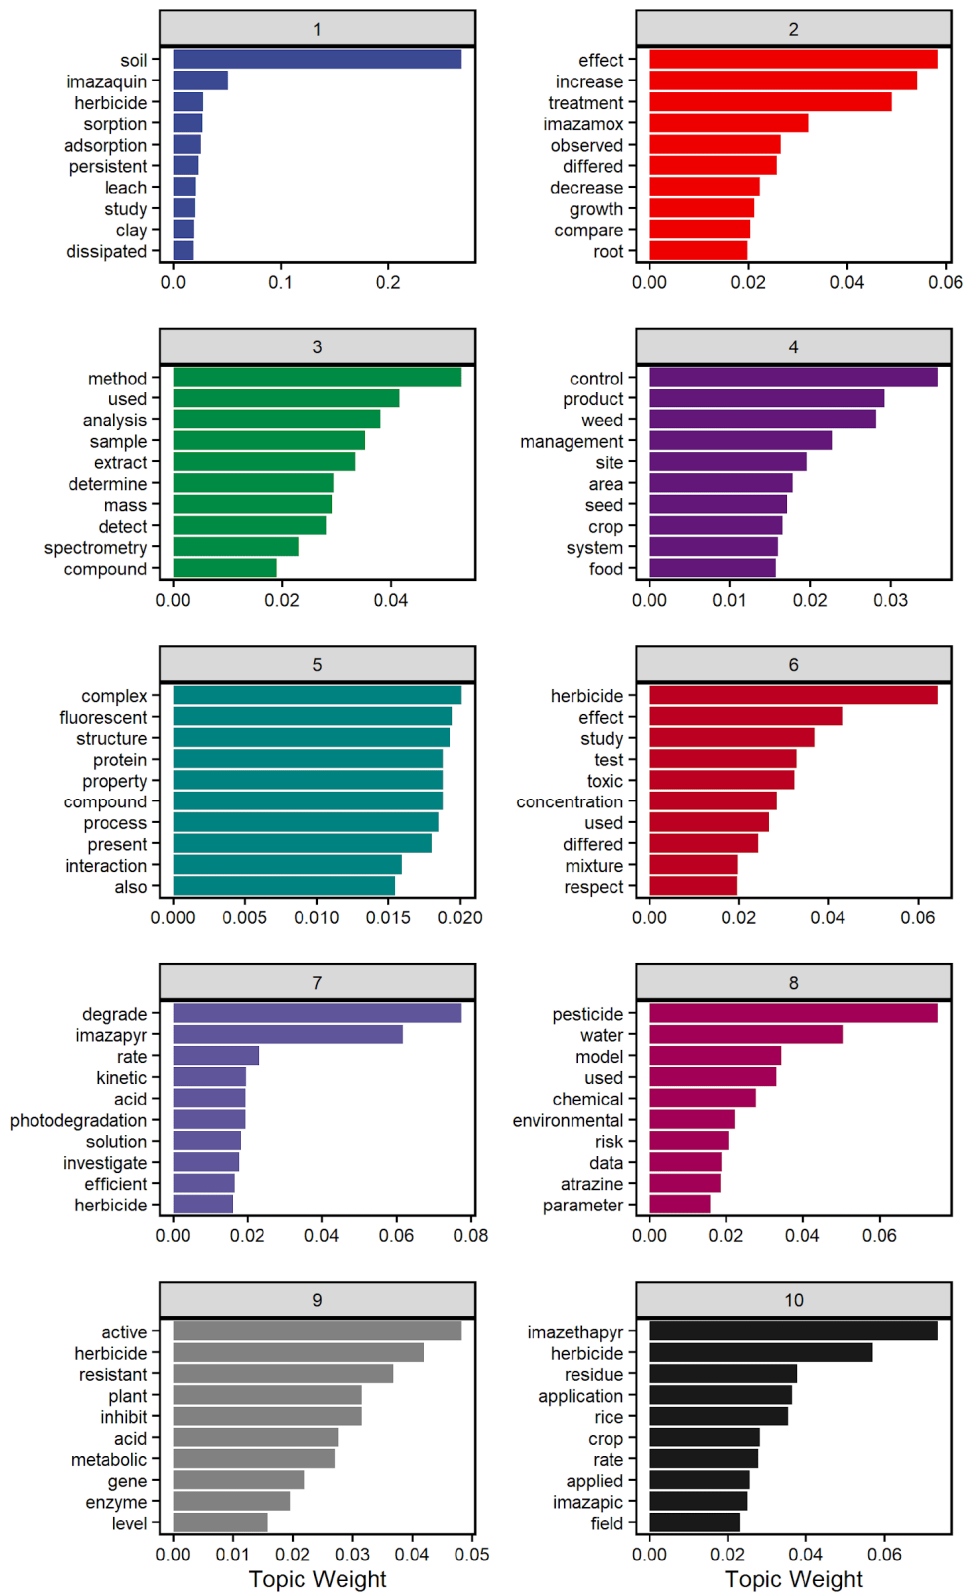 1
soil
imazaquin
herbicide
sorption
adsorption
persistent
leach
study
clay
dissipated
0.0 0.1 0.2
2
effect
increase
treatment
imazamox
observed
differed
decrease
growth
compare
root
0.00 0.02 0.04 0.06
3
method
used
analysis
sample
extract
determine
mass
detect
spectrometry
compound
0.00 0.02 0.04
4
control
product
weed
management
site
area
seed
crop
system
food
0.00 0.01 0.02 0.03
5
complex
fluorescent
structure
protein
property
compound
process
present
interaction
also
0.000 0.005 0.010 0.015 0.020
6
herbicide
effect
study
test
toxic
concentration
used
differed
mixture
respect
0.00 0.02 0.04 0.06
7
degrade
imazapyr
rate
kinetic
acid
photodegradation
solution
investigate
efficient
herbicide
0.00 0.02 0.04 0.06 0.08
8
pesticide
water
model
used
chemical
environmental
risk
data
atrazine
parameter
0.00 0.02 0.04 0.06
9
active
herbicide
resistant
plant
inhibit
acid
metabolic
gene
enzyme
level
0.00 0.01 0.02 0.03 0.04 0.05
Topic Weight
10
imazethapyr
herbicide
residue
application
rice
crop
rate
applied
imazapic
field
0.00 0.02 0.04 0.06
Topic Weight